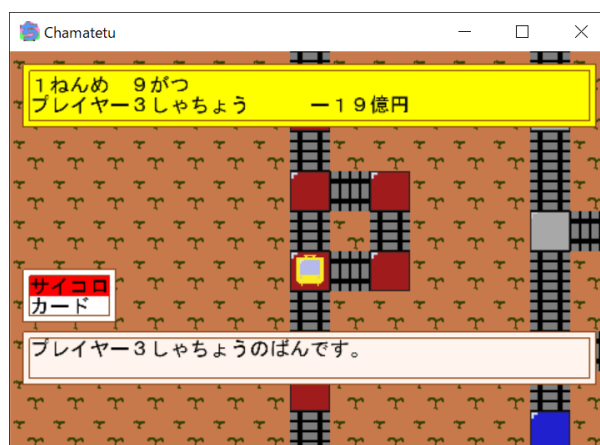 Chamatetu
1ねんめ　9がつ
プレイヤー3しゃちょう　　　ー19億円
サイコロ
カード
プレイヤー3しゃちょうのばんです。